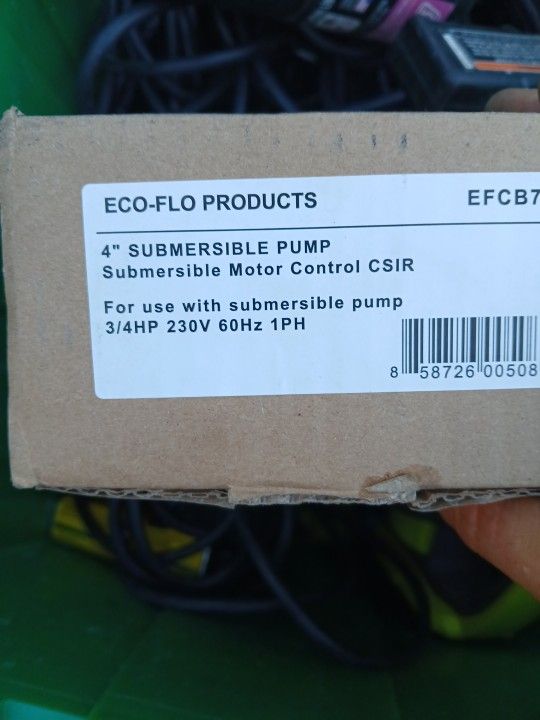 ECO-FLO PRODUCTS EFCB7
4" SUBMERSIBLE PUMP
Submersible Motor Control CSIR
For use with submersible pump
3/4HP 230V 60Hz 1PH
8 58726 00508